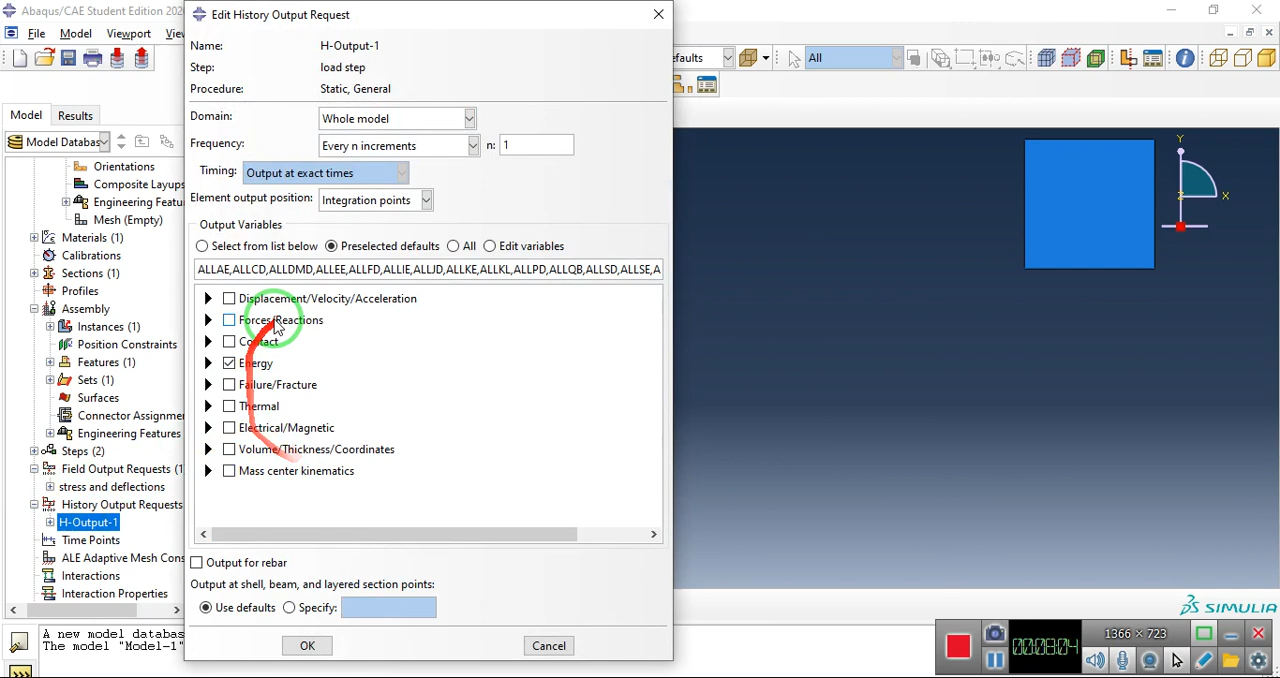 Abaqus/CAE Student Edition 202
File Model Viewport Vie
Edit History Output Request
efaults All
Model Results
Model Databas
Orientations
Composite Layups
Engineering Featur
Mesh (Empty)
Materials (1)
Calibrations
Sections (1)
Profiles
Assembly
Instances (1)
Position Constraints
Features (1)
Sets (1)
Surfaces
Connector Assignme
Engineering Features
Steps (2)
Field Output Requests (1
stress and deflections
History Output Requests
H-Output-1
Time Points
ALE Adaptive Mesh Cons
Interactions
Interaction Properties
Name: H-Output-1
Step: load step
Procedure: Static, General
Domain: Whole model
Frequency: Every n increments n: 1
Timing: Output at exact times
Element output position: Integration points
Output Variables
Select from list below Preselected defaults All Edit variables
ALLAE,ALLCD,ALLDMD,ALLEE,ALLFD,ALLIE,ALLJD,ALLKE,ALLKL,ALLPD,ALLQB,ALLSD,ALLSE,A
Displacement/Velocity/Acceleration
Forces/Reactions
Contact
Energy
Failure/Fracture
Thermal
Electrical/Magnetic
Volume/Thickness/Coordinates
Mass center kinematics
Output for rebar
Output at shell, beam, and layered section points:
Use defaults Specify:
OK Cancel
Y
Z X
SIMULIA
A new model databas
The model "Model-1"
>>>
00:08:04
1366 × 723